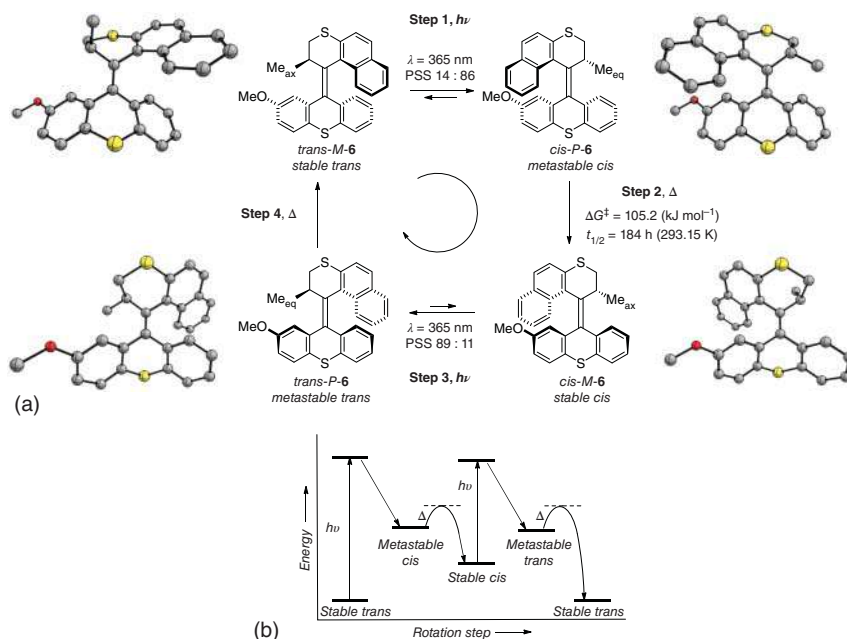 S
Step 1, hν
S
Me_ax
λ = 365 nm
PSS 14 : 86
Me_eq
MeO
MeO
S
S
trans-M-6
stable trans
cis-P-6
metastable cis
Step 4, Δ
Step 2, Δ
ΔG‡ = 105.2 (kJ mol⁻¹)
t₁/₂ = 184 h (293.15 K)
S
S
Me_eq
Me_ax
MeO
λ = 365 nm
PSS 89 : 11
MeO
S
S
trans-P-6
metastable trans
Step 3, hν
cis-M-6
stable cis
(a)
Energy
hυ
Δ
Metastable
cis
hυ
Stable cis
Δ
Metastable
trans
Stable trans
Stable trans
(b)
Rotation step